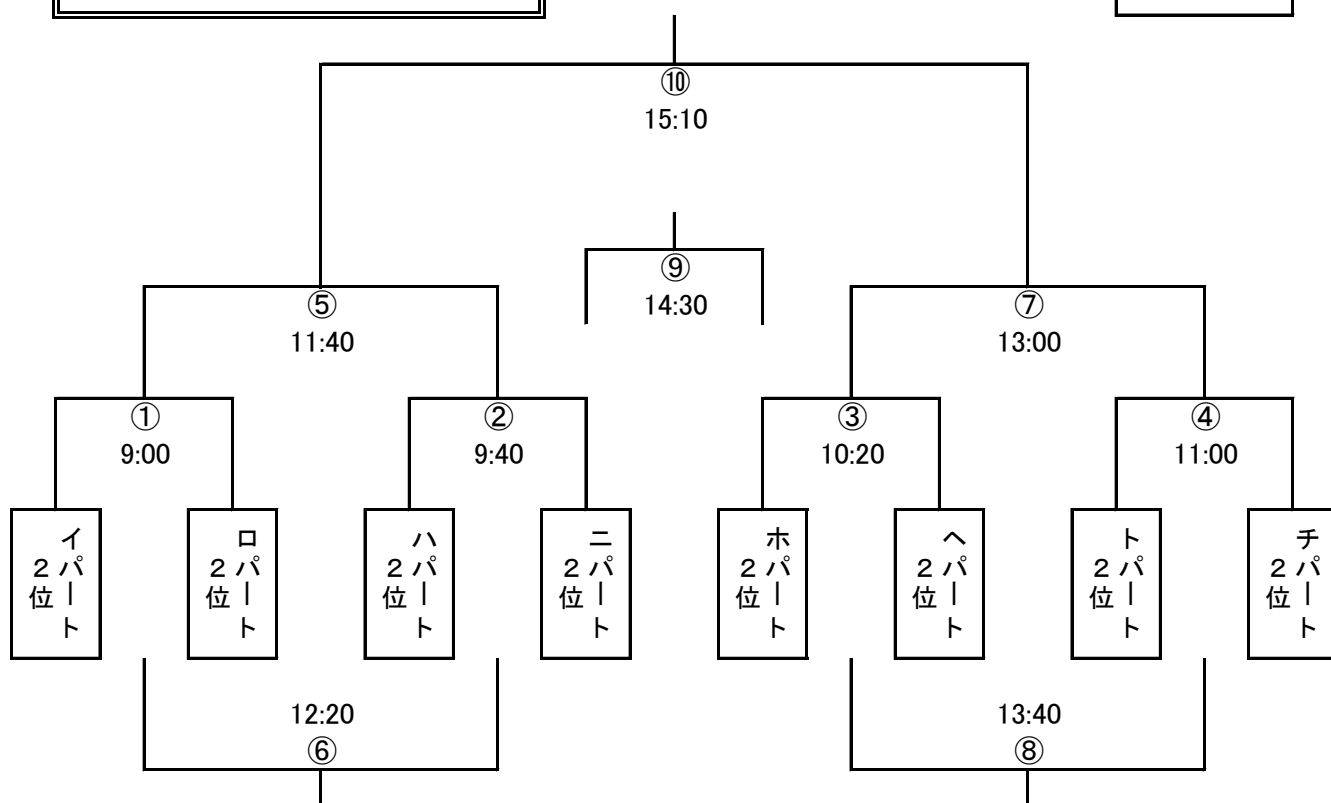 ⑩
15:10
⑨
14:30
⑤
11:40
⑦
13:00
①
9:00
②
9:40
③
10:20
④
11:00
イパート
２位
ロパート
２位
ハパート
２位
ニパート
２位
ホパート
２位
ヘパート
２位
トパート
２位
チパート
２位
12:20
⑥
13:40
⑧